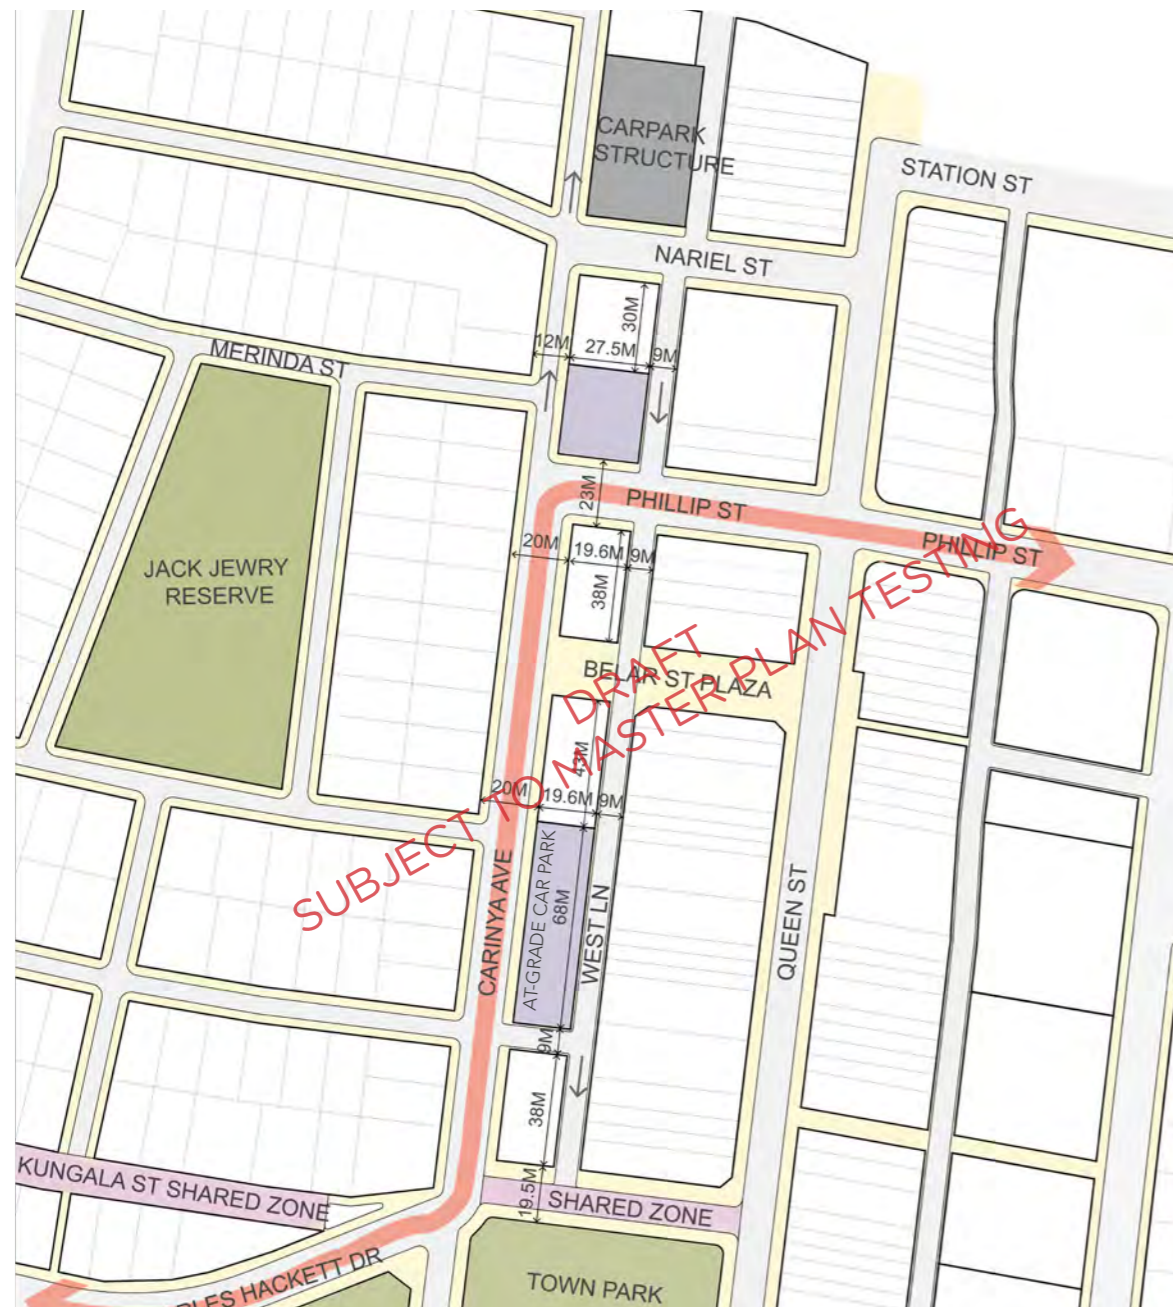 CARPARK
STRUCTURE
STATION ST
NARIEL ST
30M
12M
27.5M
9M
MERINDA ST
23M
PHILLIP ST
PHILLIP ST
20M
19.6M
9M
38M
JACK JEWRY
RESERVE
BELAR ST PLAZA
DRAFT
SUBJECT TO MASTER PLAN TESTING
43M
20M
19.6M
9M
AT-GRADE CAR PARK
68M
CARINYA AVE
WEST LN
QUEEN ST
9M
38M
KUNGALA ST SHARED ZONE
19.5M
SHARED ZONE
HACKETT DR
TOWN PARK